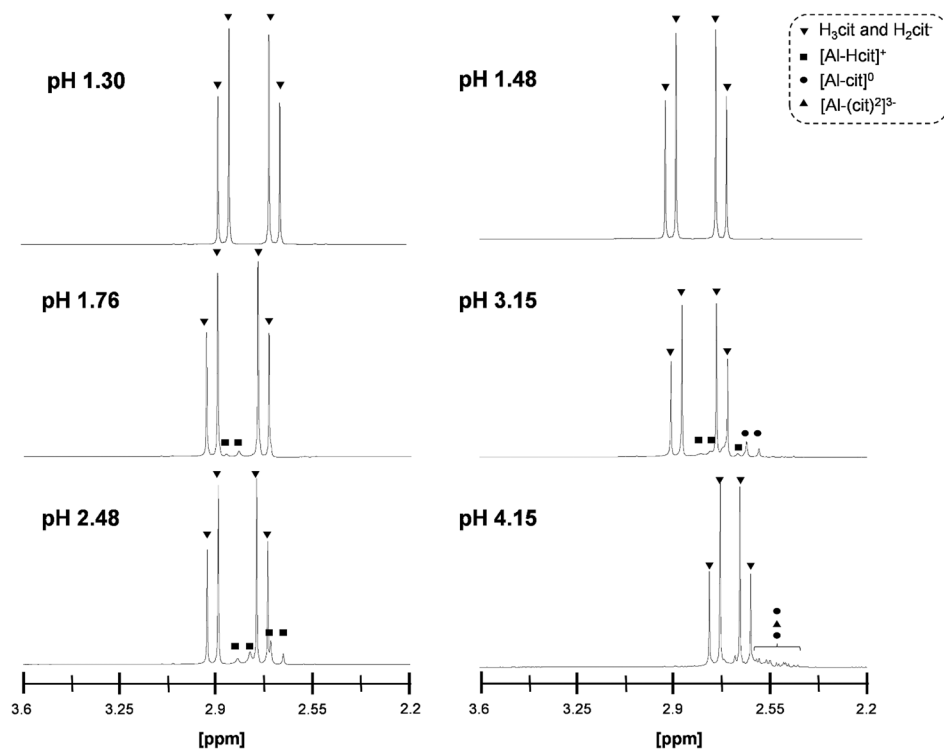 pH 1.30
pH 1.48
▼ H₃cit and H₂cit⁻
■ [Al-Hcit]⁺
● [Al-cit]⁰
▲ [Al-(cit)²]³⁻
pH 1.76
pH 3.15
pH 2.48
pH 4.15
3.6 3.25 2.9 2.55 2.2
[ppm]
3.6 3.25 2.9 2.55 2.2
[ppm]